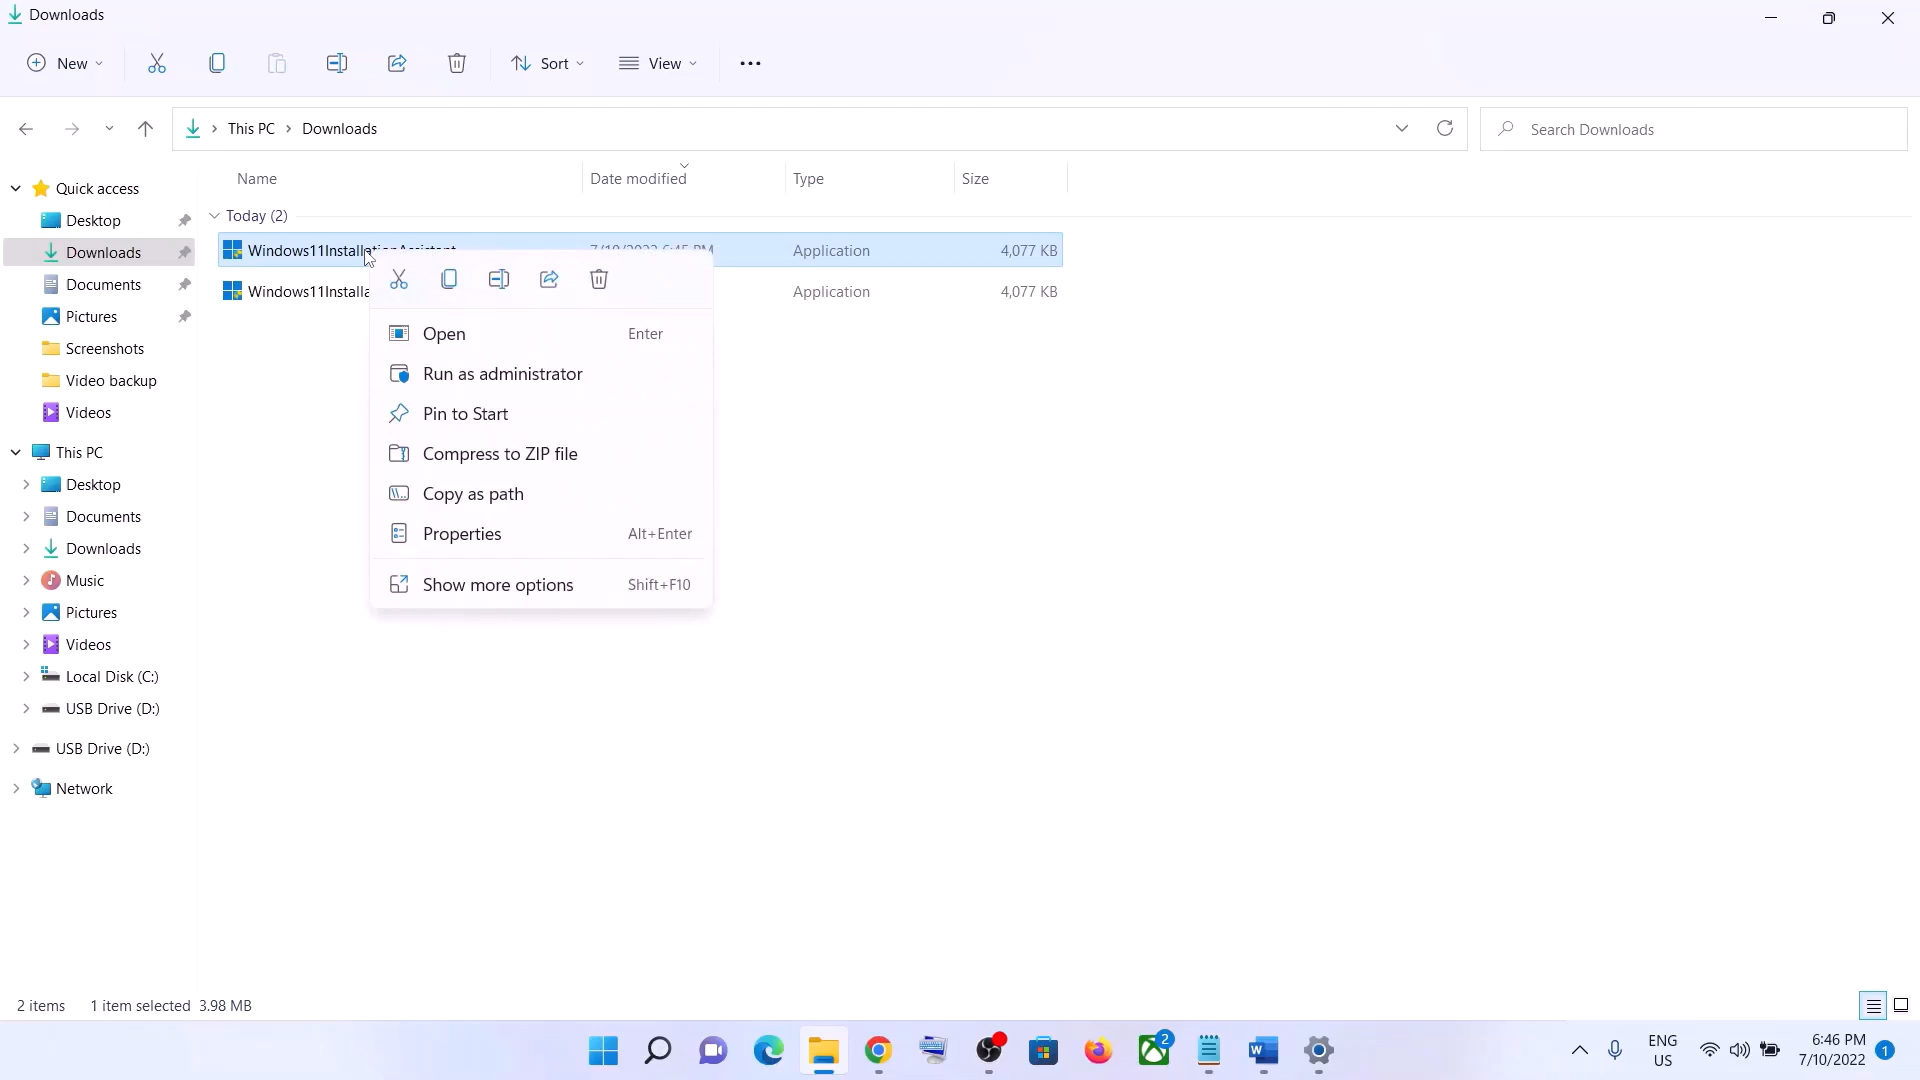 Downloads
New
Sort
View
This PC
Downloads
Search Downloads
Name
Date modified
Type
Size
Quick access
Desktop
Downloads
Documents
Pictures
Screenshots
Video backup
Videos
This PC
Desktop
Documents
Downloads
Music
Pictures
Videos
Local Disk (C:)
USB Drive (D:)
USB Drive (D:)
Network
Today (2)
Windows11InstallationAssistant
Application
4,077 KB
Windows11Installa
Application
4,077 KB
Open
Enter
Run as administrator
Pin to Start
Compress to ZIP file
Copy as path
Properties
Alt+Enter
Show more options
Shift+F10
2 items
1 item selected 3.98 MB
2
ENG
US
6:46 PM
7/10/2022
1